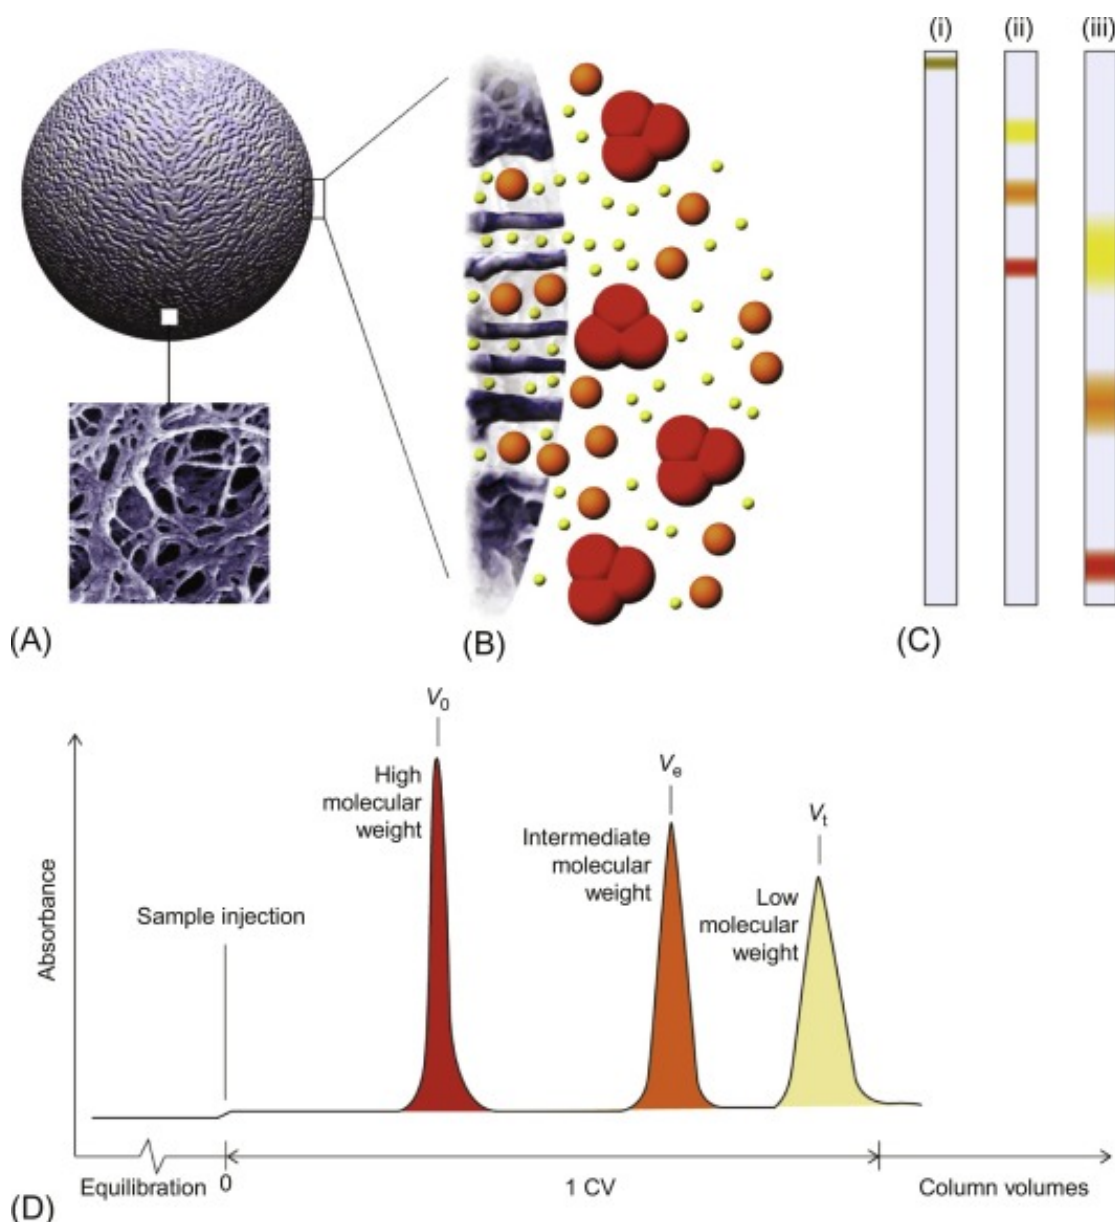 (i)
(ii)
(iii)
(A)
(B)
(C)
V0
High
molecular
weight
Ve
Intermediate
molecular
weight
Vt
Low
molecular
weight
Sample injection
Absorbance
Equilibration
0
1 CV
Column volumes
(D)